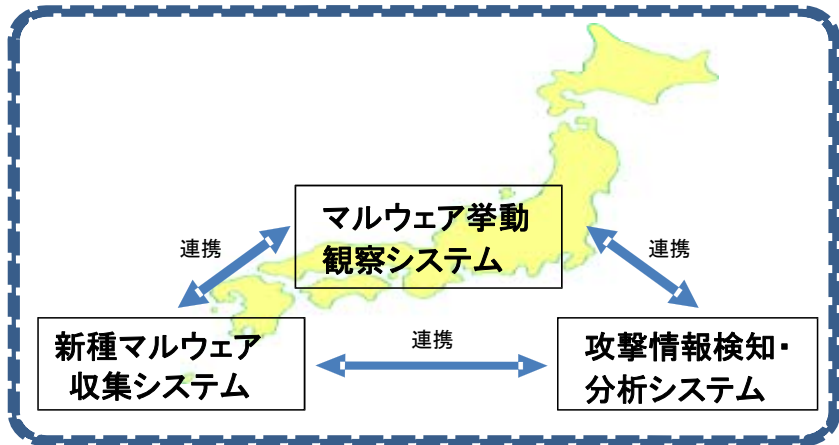 マルウェア挙動
観察システム
連携
連携
連携
新種マルウェア
収集システム
攻撃情報検知・
分析システム